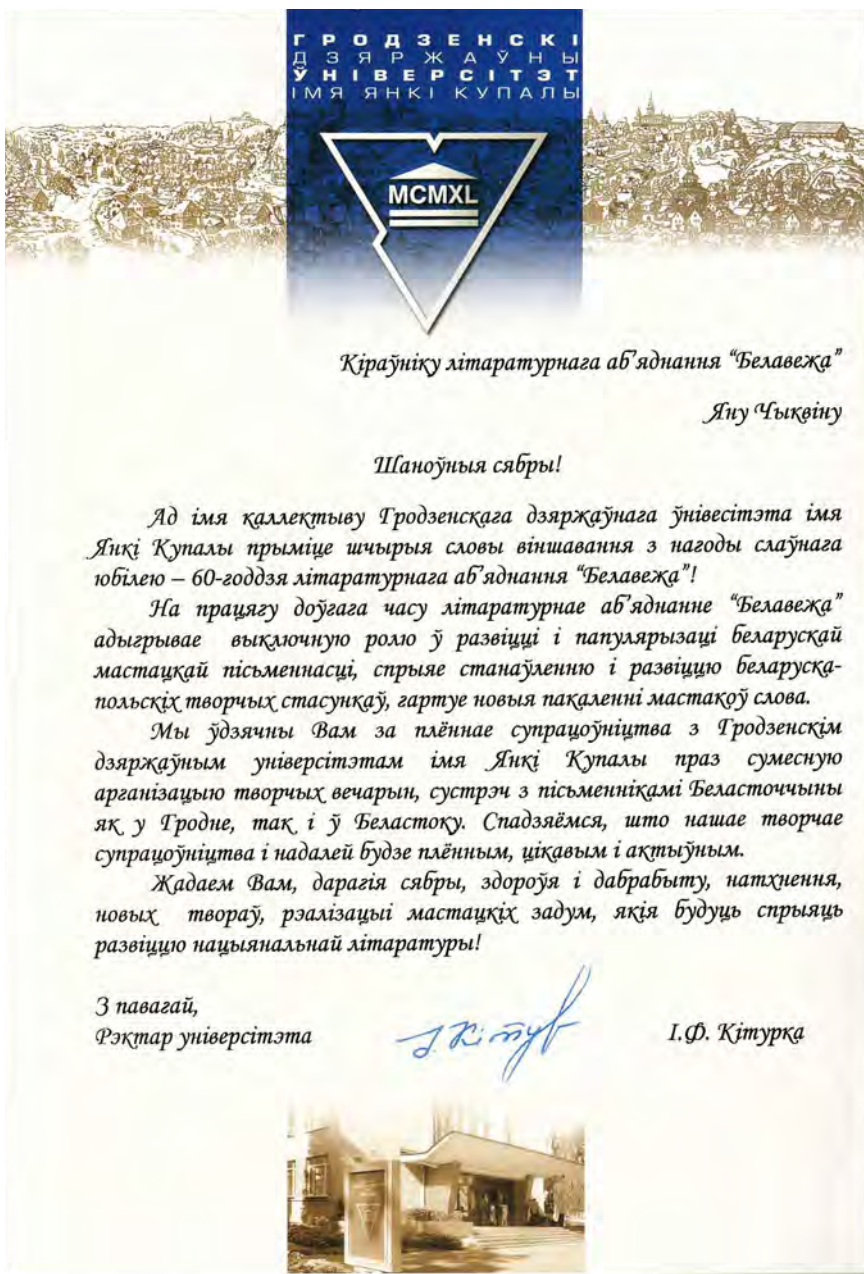 ГРОДЗЕНСКІ
ДЗЯРЖАЎНЫ
ЎНІВЕРСІТЭТ
ІМЯ ЯНКІ КУПАЛЫ
MCMXL
Кіраўніку літаратурнага аб’яднання “Белавежа”
Яну Чыквіну
Шаноўныя сябры!
Ад імя каллектыву Гродзенскага дзяржаўнага ўнівесітэта імя
Янкі Купалы прыміце шчырыя словы віншавання з нагоды слаўнага
юбілею – 60-годдзя літаратурнага аб’яднання “Белавежа”!
На працягу доўгага часу літаратурнае аб’яднанне “Белавежа”
адыгрывае выключную ролю ў развіцці і папулярызаці беларускай
мастацкай пісьменнасці, спрыяе станаўленню і развіццю беларуска-
польскіх творчых стасункаў, гартуе новыя пакаленні мастакоў слова.
Мы ўдзячны Вам за плённае супрацоўніцтва з Гродзенскім
дзяржаўным універсітэтам імя Янкі Купалы праз сумесную
арганізацыю творчых вечарын, сустрэч з пісьменнікамі Беласточчыны
як у Гродне, так і ў Беластоку. Спадзяёмся, што нашае творчае
супрацоўніцтва і надалей будзе плённым, цікавым і актыўным.
Жадаем Вам, дарагія сябры, здароўя і дабрабыту, натхнення,
новых твораў, рэалізацыі мастацкіх задум, якія будуць спрыяць
развіццю нацыянальнай літаратуры!
З павагай,
Рэктар універсітэта І.Ф. Кітурка